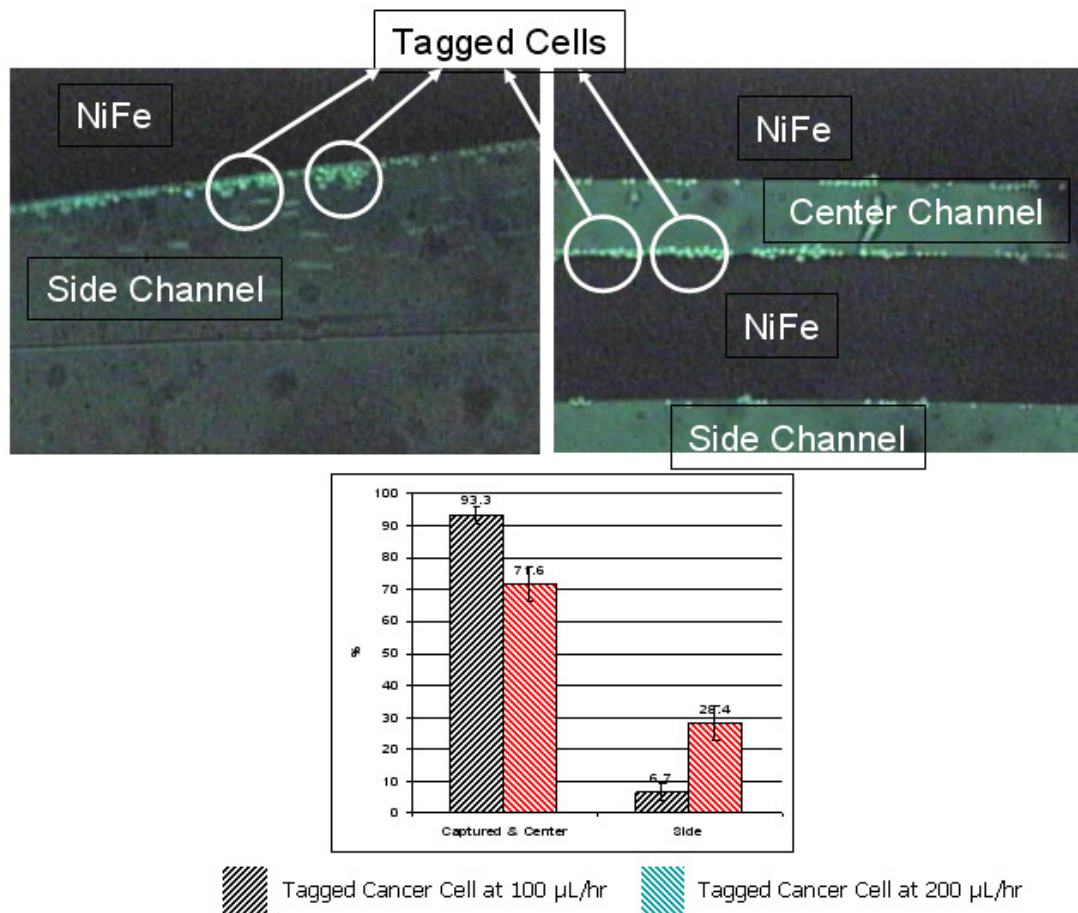 Tagged Cells
NiFe
Side Channel
NiFe
Center Channel
NiFe
Side Channel
100
90
80
70
60
50
40
30
20
10
0
%
93.3
71.6
6.7
28.4
Captured & Center
Side
Tagged Cancer Cell at 100 µL/hr
Tagged Cancer Cell at 200 µL/hr